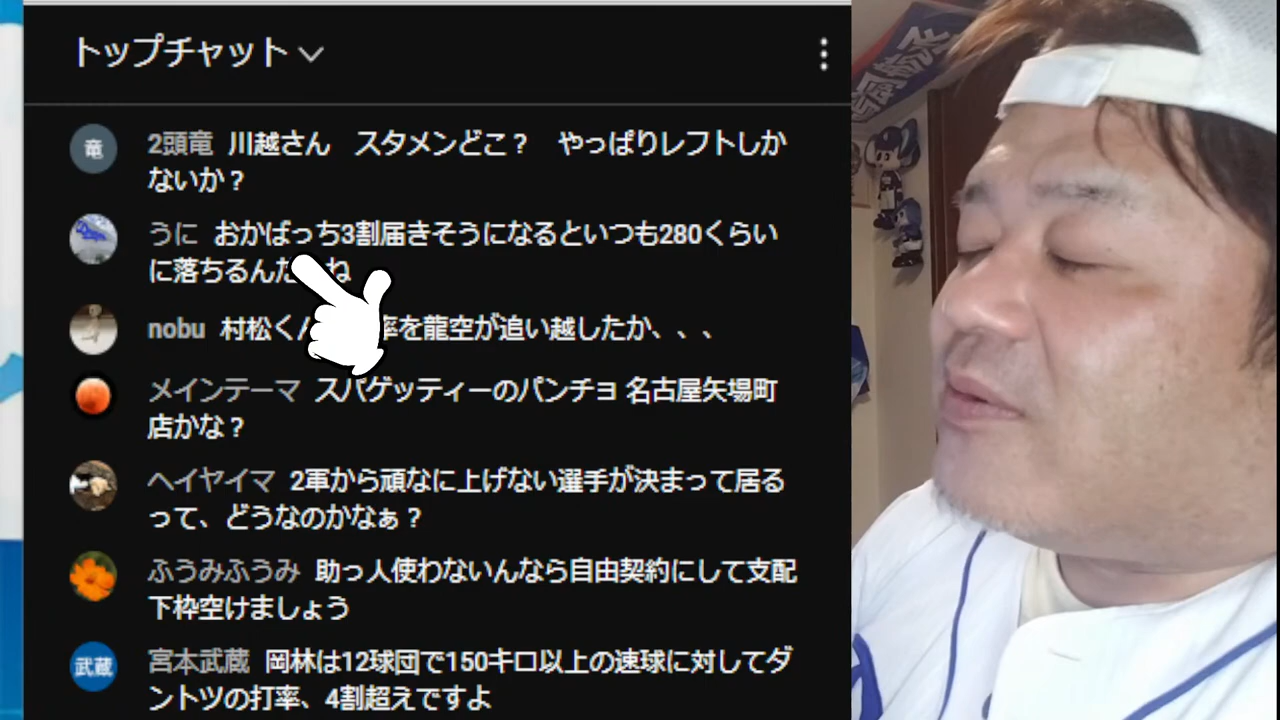 トップチャット
竜 2頭竜 川越さん スタメンどこ？ やっぱりレフトしか
ないか？
うに おかばっち3割届きそうになるといつも280くらい
に落ちるんだ ね
nobu 村松く 率を龍空が追い越したか、、、
メインテーマ スパゲッティーのパンチョ 名古屋矢場町
店かな？
ヘイヤイマ 2軍から頑なに上げない選手が決まって居る
って、どうなのかなぁ？
ふうみふうみ 助っ人使わないんなら自由契約にして支配
下枠空けましょう
武蔵 宮本武蔵 岡林は12球団で150キロ以上の速球に対してダ
ントツの打率、4割超えですよ